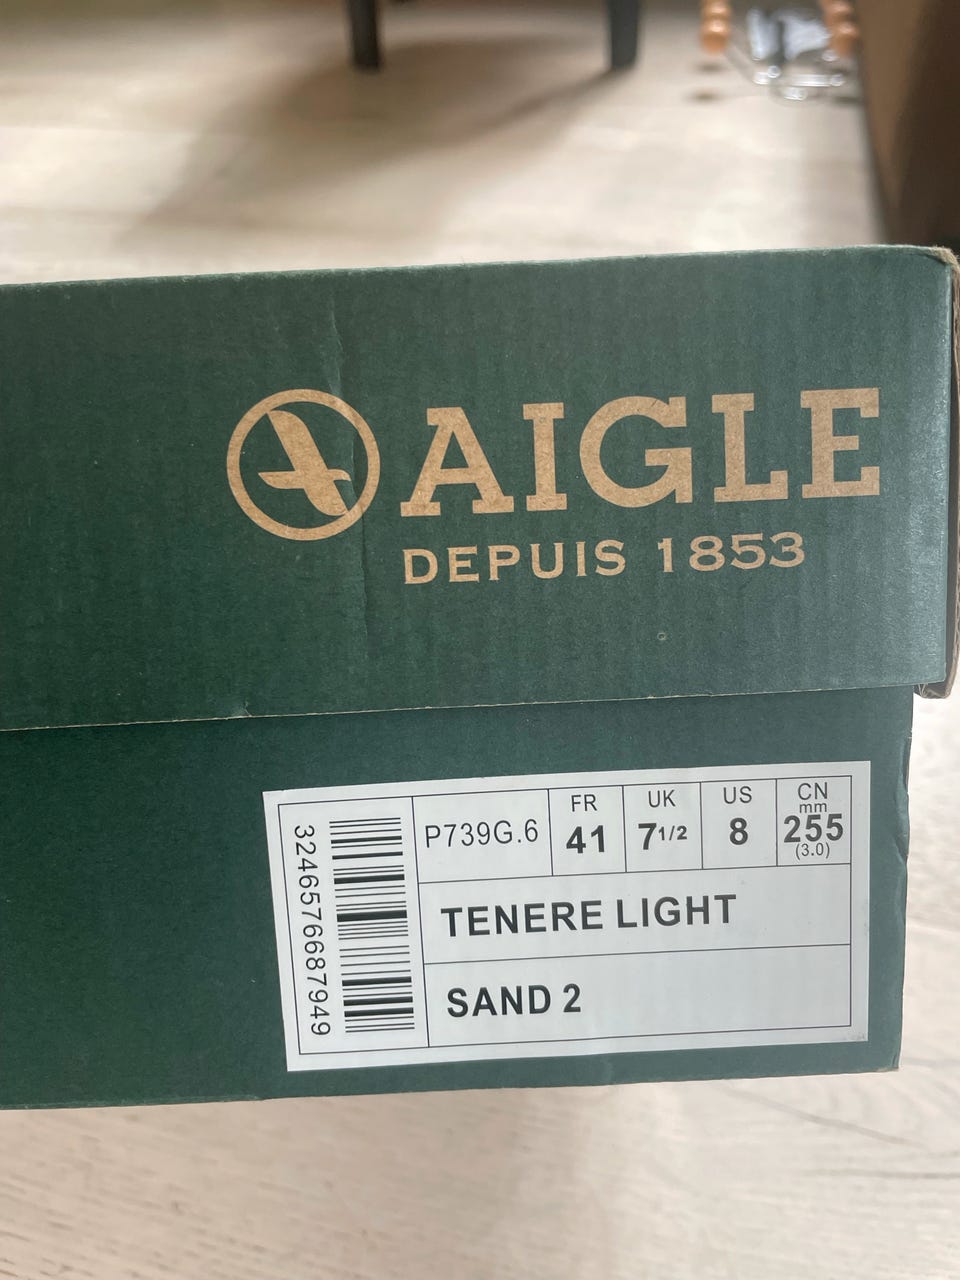 AIGLE
DEPUIS 1853
3246576687949
P739G.6
FR
41
UK
7 1/2
US
8
CN
mm
255
(3.0)
TENERE LIGHT
SAND 2